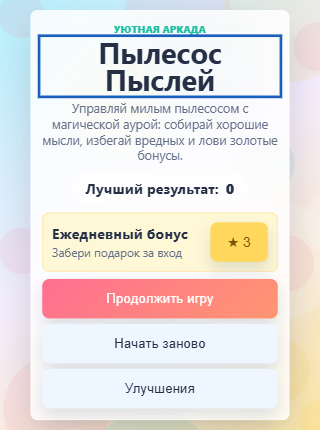 УЮТНАЯ АРКАДА
Пылесос
Пыслей
Управляй милым пылесосом с
магической аурой: собирай хорошие
мысли, избегай вредных и лови золотые
бонусы.
Лучший результат: 0
Ежедневный бонус
Забери подарок за вход
★ 3
Продолжить игру
Начать заново
Улучшения